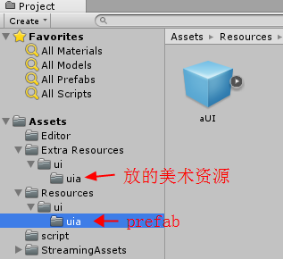 Project
Create
Favorites
All Materials
All Models
All Prefabs
All Scripts
Assets
Editor
Extra Resources
ui
uia
放的美术资源
Resources
ui
uia
prefab
script
StreamingAssets
Assets Resources
aUI